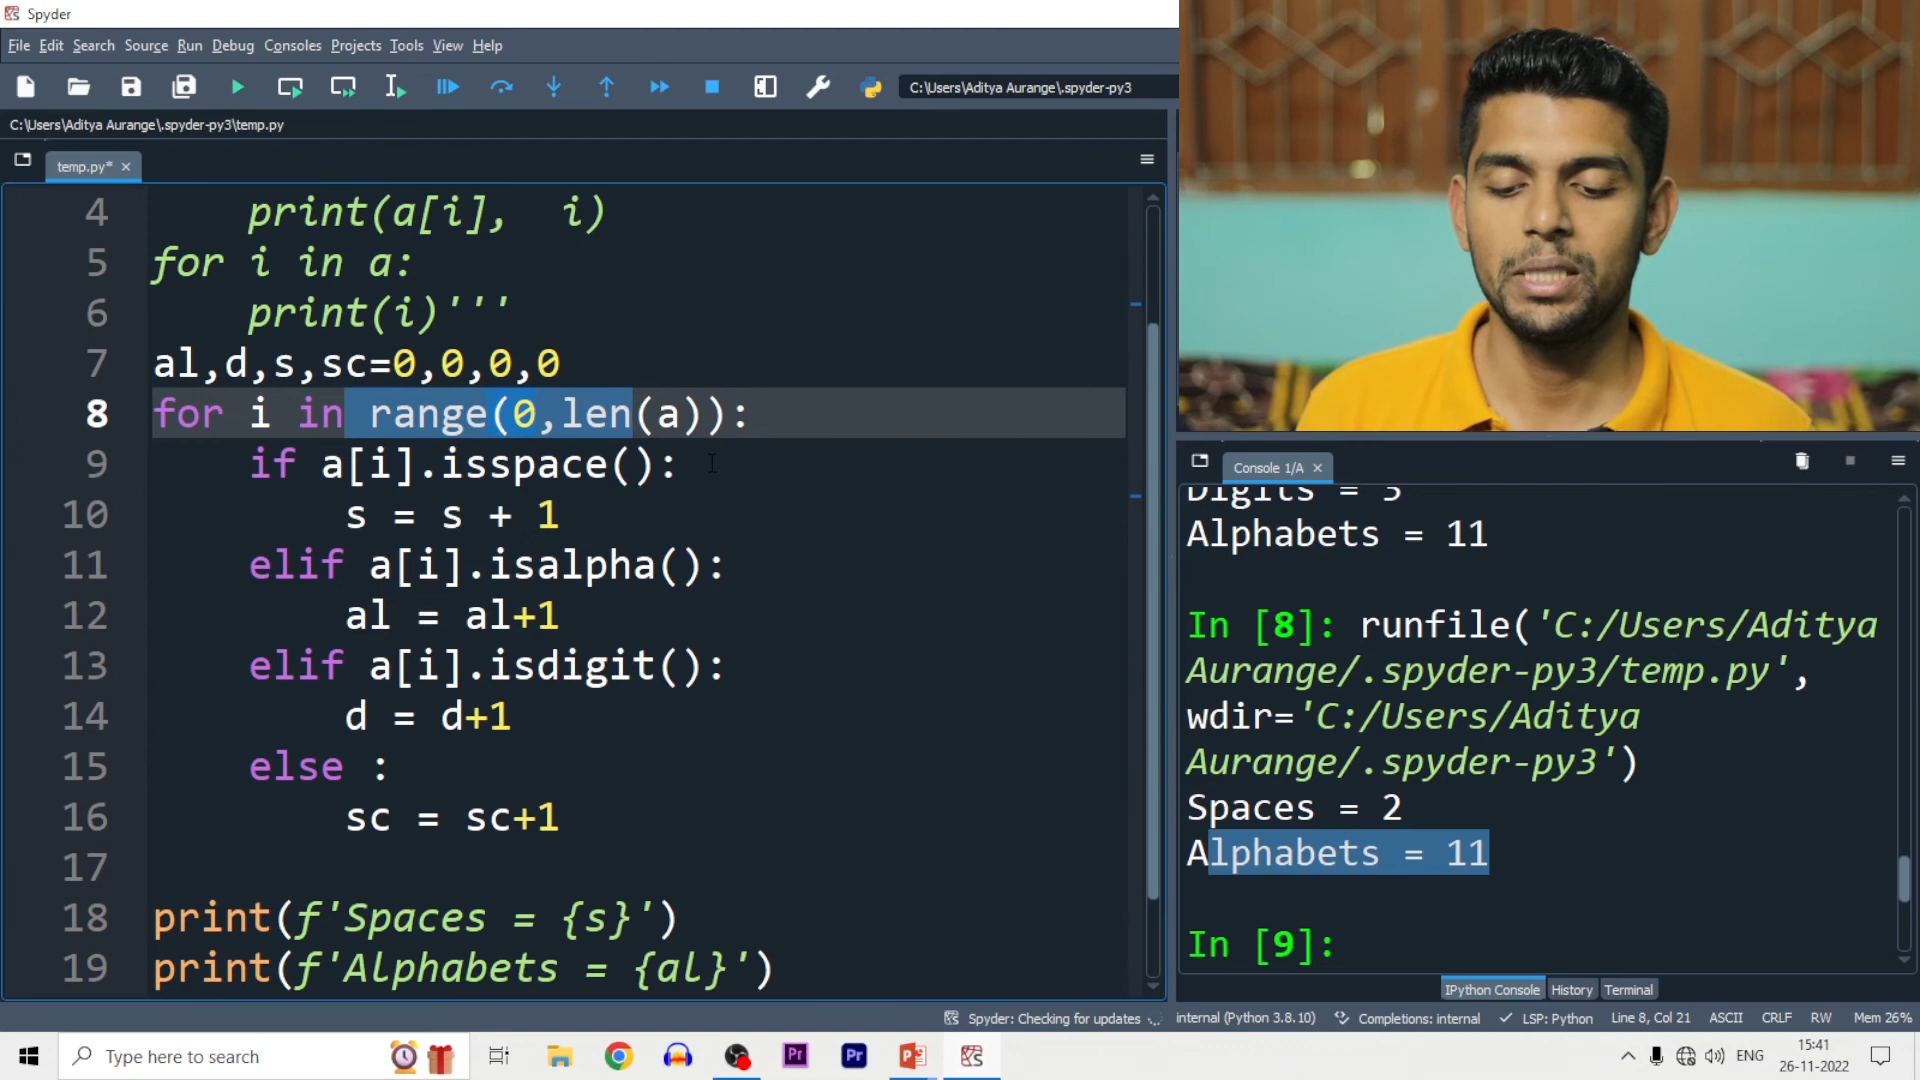 Spyder
File Edit Search Source Run Debug Consoles Projects Tools View Help
C:\Users\Aditya Aurange\.spyder-py3
C:\Users\Aditya Aurange\.spyder-py3\temp.py
temp.py*
4 print(a[i],  i)
5 for i in a:
6 print(i)'''
7 al,d,s,sc=0,0,0,0
8 for i in range(0,len(a)):
9 if a[i].isspace():
10 s = s + 1
11 elif a[i].isalpha():
12 al = al+1
13 elif a[i].isdigit():
14 d = d+1
15 else :
16 sc = sc+1
17
18 print(f'Spaces = {s}')
19 print(f'Alphabets = {al}')
Console 1/A
Digits = 3
Alphabets = 11
In [8]: runfile('C:/Users/Aditya
Aurange/.spyder-py3/temp.py',
wdir='C:/Users/Aditya
Aurange/.spyder-py3')
Spaces = 2
Alphabets = 11
In [9]:
IPython Console History Terminal
Spyder: Checking for updates internal (Python 3.8.10) Completions: internal LSP: Python Line 8, Col 21 ASCII CRLF RW Mem 26%
Type here to search
Pr Pr
ENG
15:41
26-11-2022